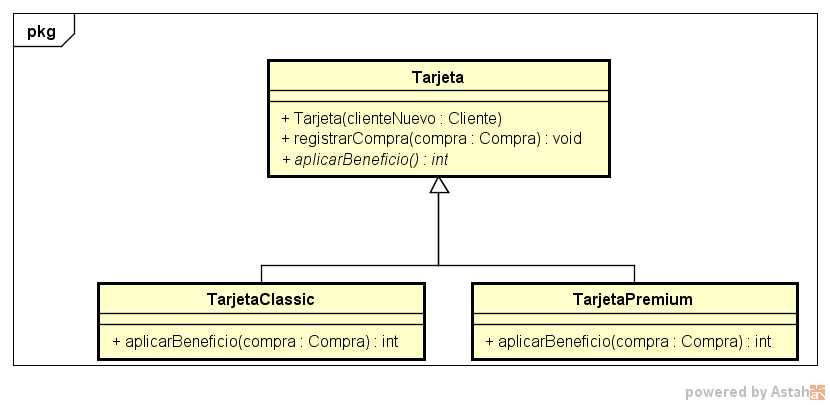 pkg
Tarjeta
+ Tarjeta(clienteNuevo : Cliente)
+ registrarCompra(compra : Compra) : void
+ aplicarBeneficio() : int
TarjetaClassic
+ aplicarBeneficio(compra : Compra) : int
TarjetaPremium
+ aplicarBeneficio(compra : Compra) : int
powered by Astah